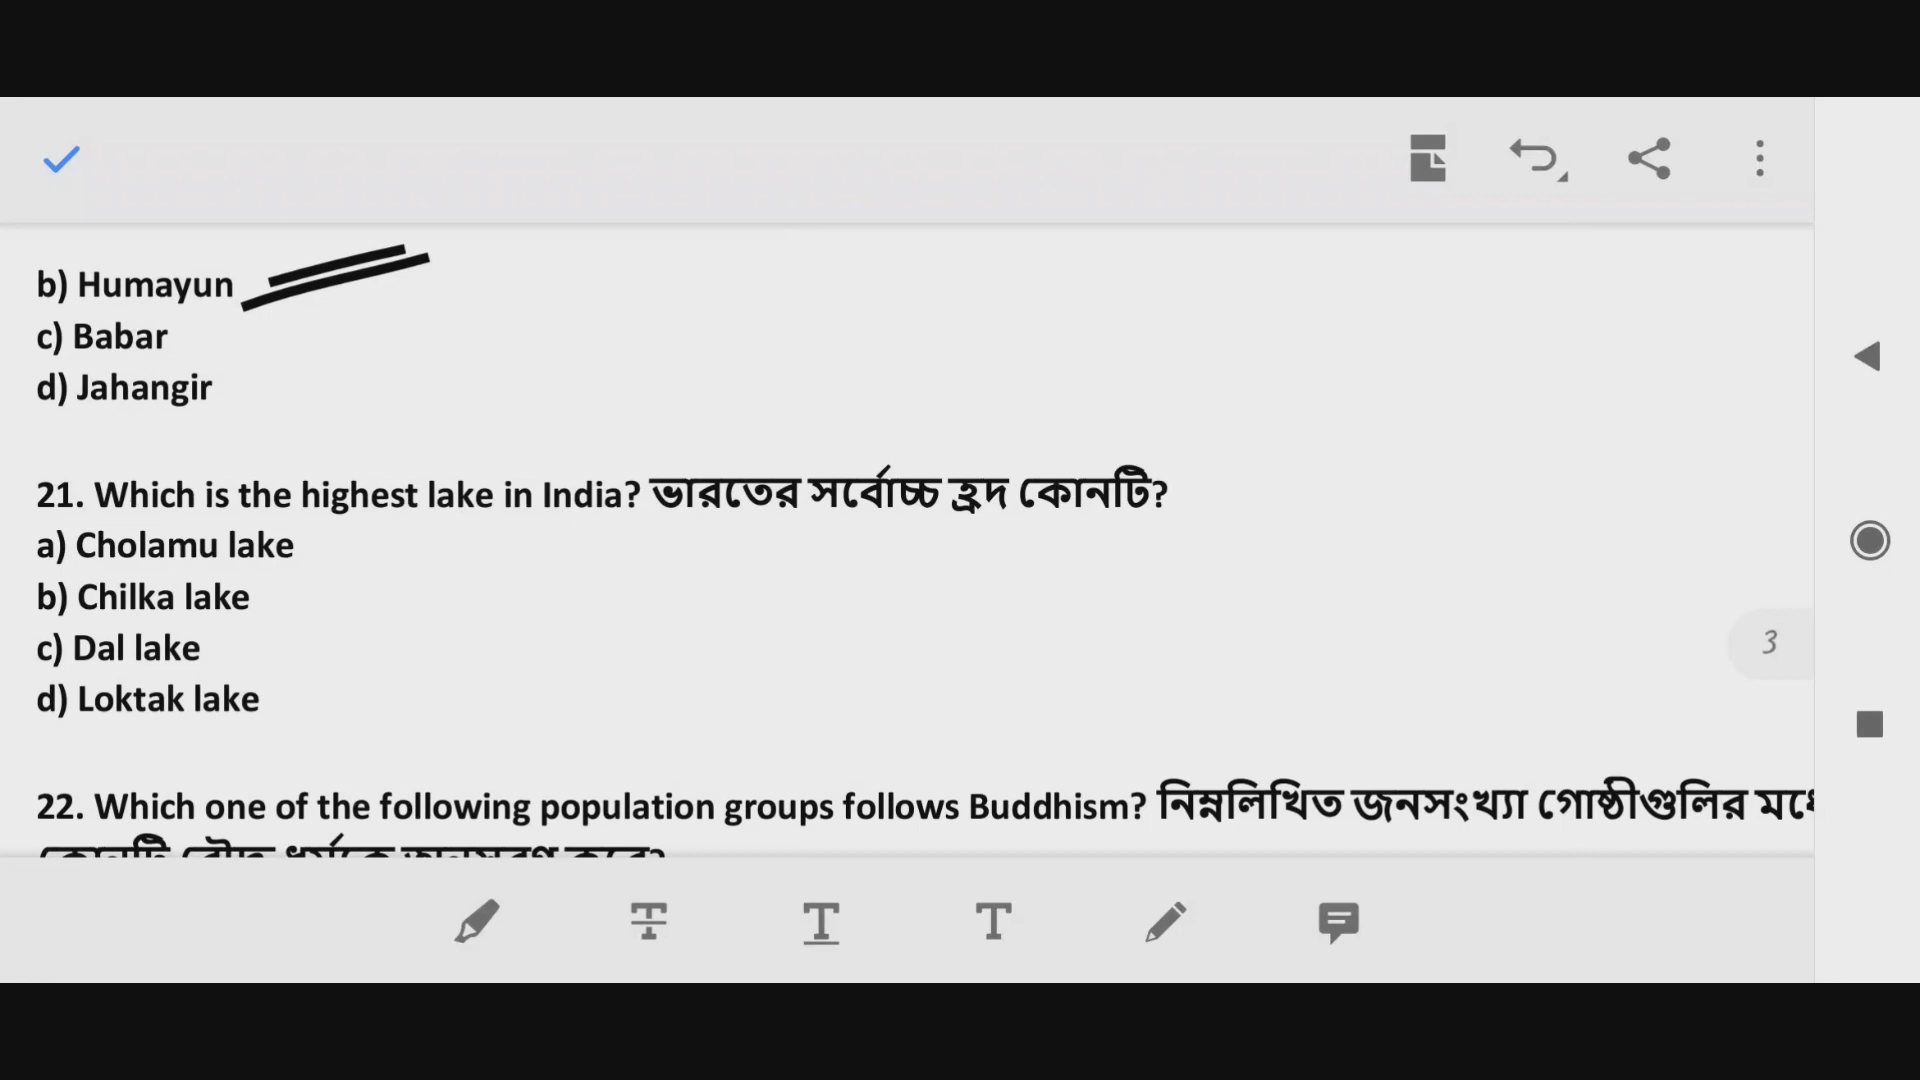 b) Humayun
c) Babar
d) Jahangir
21. Which is the highest lake in India? ভারতের সর্বোচ্চ হ্রদ কোনটি?
a) Cholamu lake
b) Chilka lake
c) Dal lake
d) Loktak lake
3
22. Which one of the following population groups follows Buddhism? নিম্নলিখিত জনসংখ্যা গোষ্ঠীগুলির